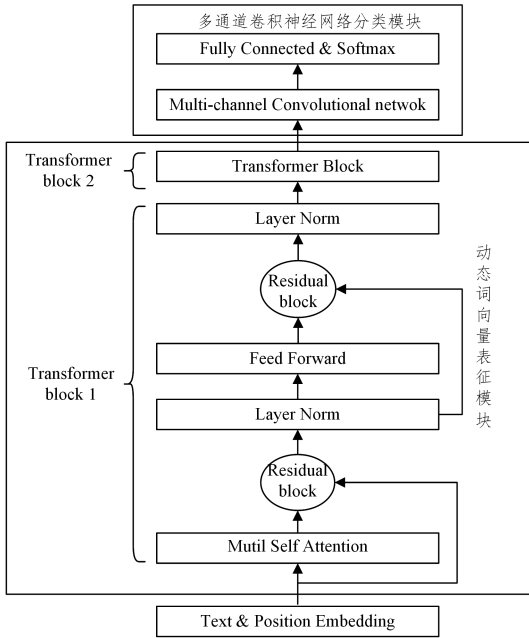 多通道卷积神经网络分类模块
Fully Connected & Softmax
Multi-channel Convolutional netwok
Transformer
block 2
Transformer Block
Layer Norm
Residual
block
动态词向量表征模块
Feed Forward
Transformer
block 1
Layer Norm
Residual
block
Mutil Self Attention
Text & Position Embedding